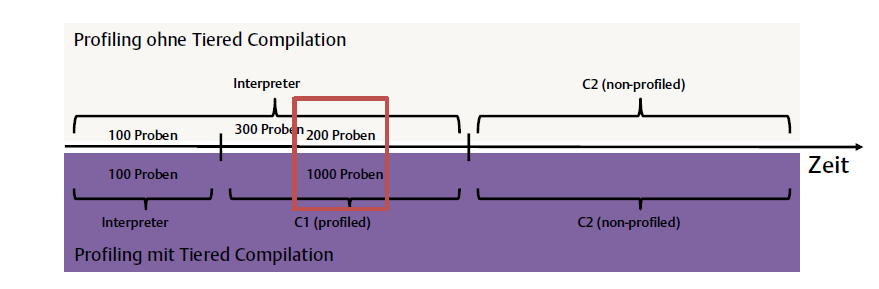 Profiling ohne Tiered Compilation
Interpreter
C2 (non-profiled)
100 Proben
300 Proben
200 Proben
Zeit
100 Proben
1000 Proben
Interpreter
C1 (profiled)
C2 (non-profiled)
Profiling mit Tiered Compilation